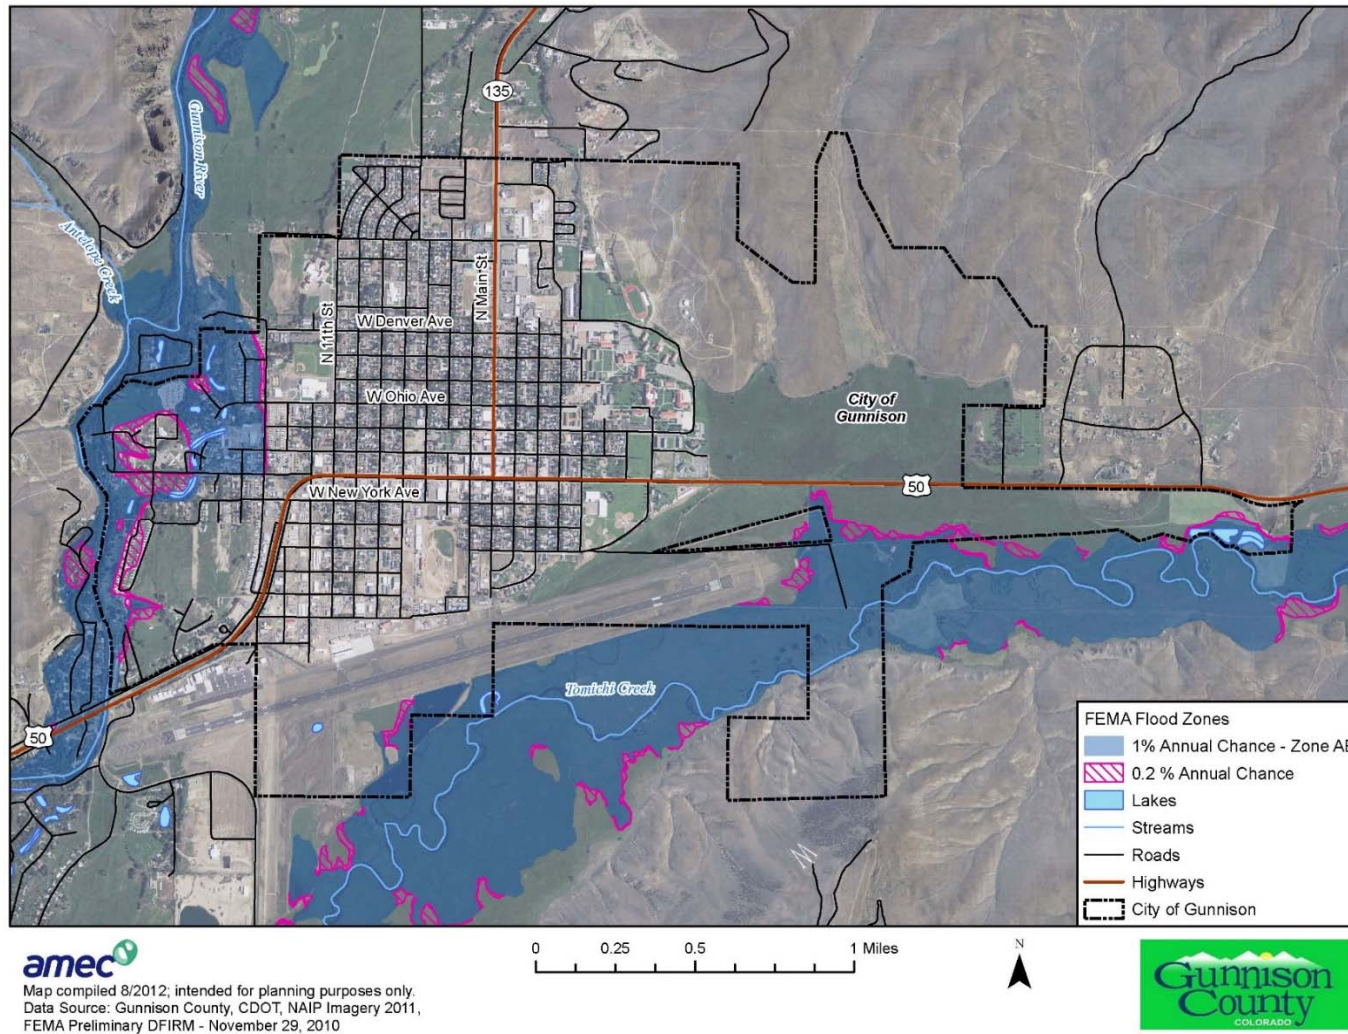 135
Gunnison River
Antelope Creek
N Main St
N 11th St
W Denver Ave
W Ohio Ave
City of
Gunnison
W New York Ave
50
Tomichi Creek
50
M
FEMA Flood Zones
1% Annual Chance - Zone AE
0.2 % Annual Chance
Lakes
Streams
Roads
Highways
City of Gunnison
amec
Map compiled 8/2012; intended for planning purposes only.
Data Source: Gunnison County, CDOT, NAIP Imagery 2011,
FEMA Preliminary DFIRM - November 29, 2010
0 0.25 0.5 1 Miles
N
Gunnison
County
COLORADO